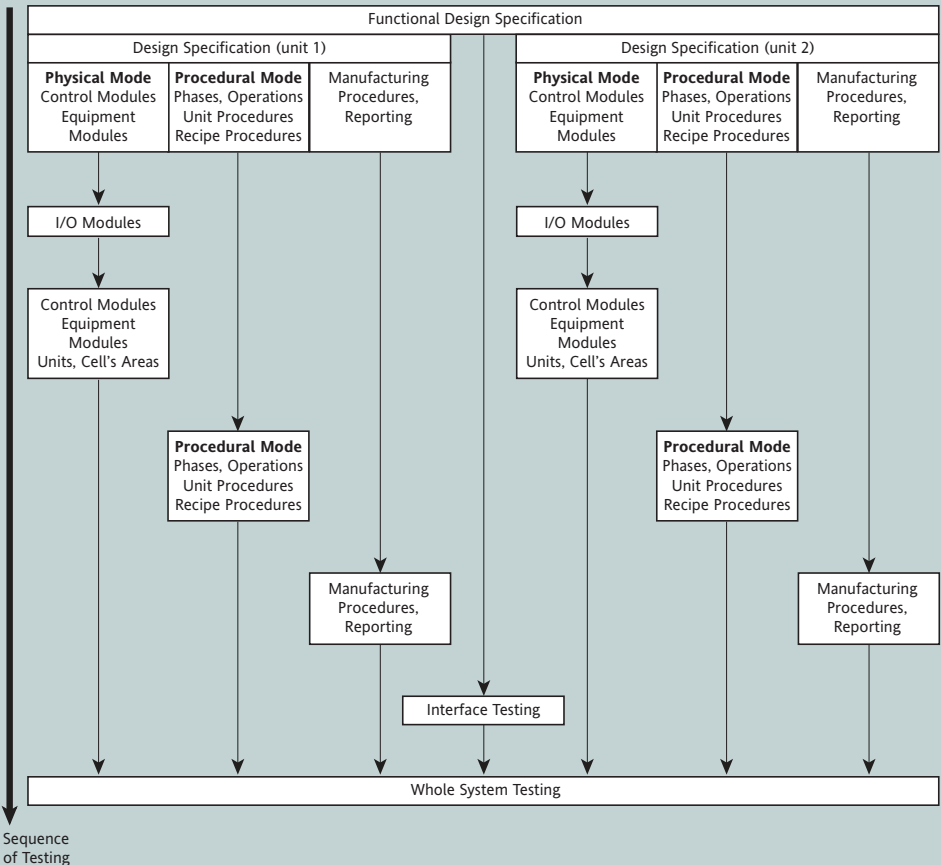 Functional Design Specification
Design Specification (unit 1)
Physical Mode
Control Modules
Equipment
Modules
Procedural Mode
Phases, Operations
Unit Procedures
Recipe Procedures
Manufacturing
Procedures,
Reporting
Design Specification (unit 2)
Physical Mode
Control Modules
Equipment
Modules
Procedural Mode
Phases, Operations
Unit Procedures
Recipe Procedures
Manufacturing
Procedures,
Reporting
I/O Modules
I/O Modules
Control Modules
Equipment
Modules
Units, Cell's Areas
Control Modules
Equipment
Modules
Units, Cell's Areas
Procedural Mode
Phases, Operations
Unit Procedures
Recipe Procedures
Procedural Mode
Phases, Operations
Unit Procedures
Recipe Procedures
Manufacturing
Procedures,
Reporting
Manufacturing
Procedures,
Reporting
Interface Testing
Whole System Testing
Sequence
of Testing